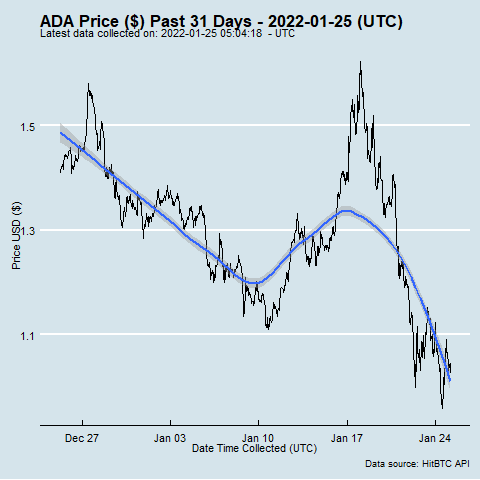 ADA Price ($) Past 31 Days - 2022-01-25 (UTC)
Latest data collected on: 2022-01-25 05:04:18 - UTC
1.5
1.3
1.1
Price USD ($)
Dec 27 Jan 03 Jan 10 Jan 17 Jan 24
Date Time Collected (UTC)
Data source: HitBTC API